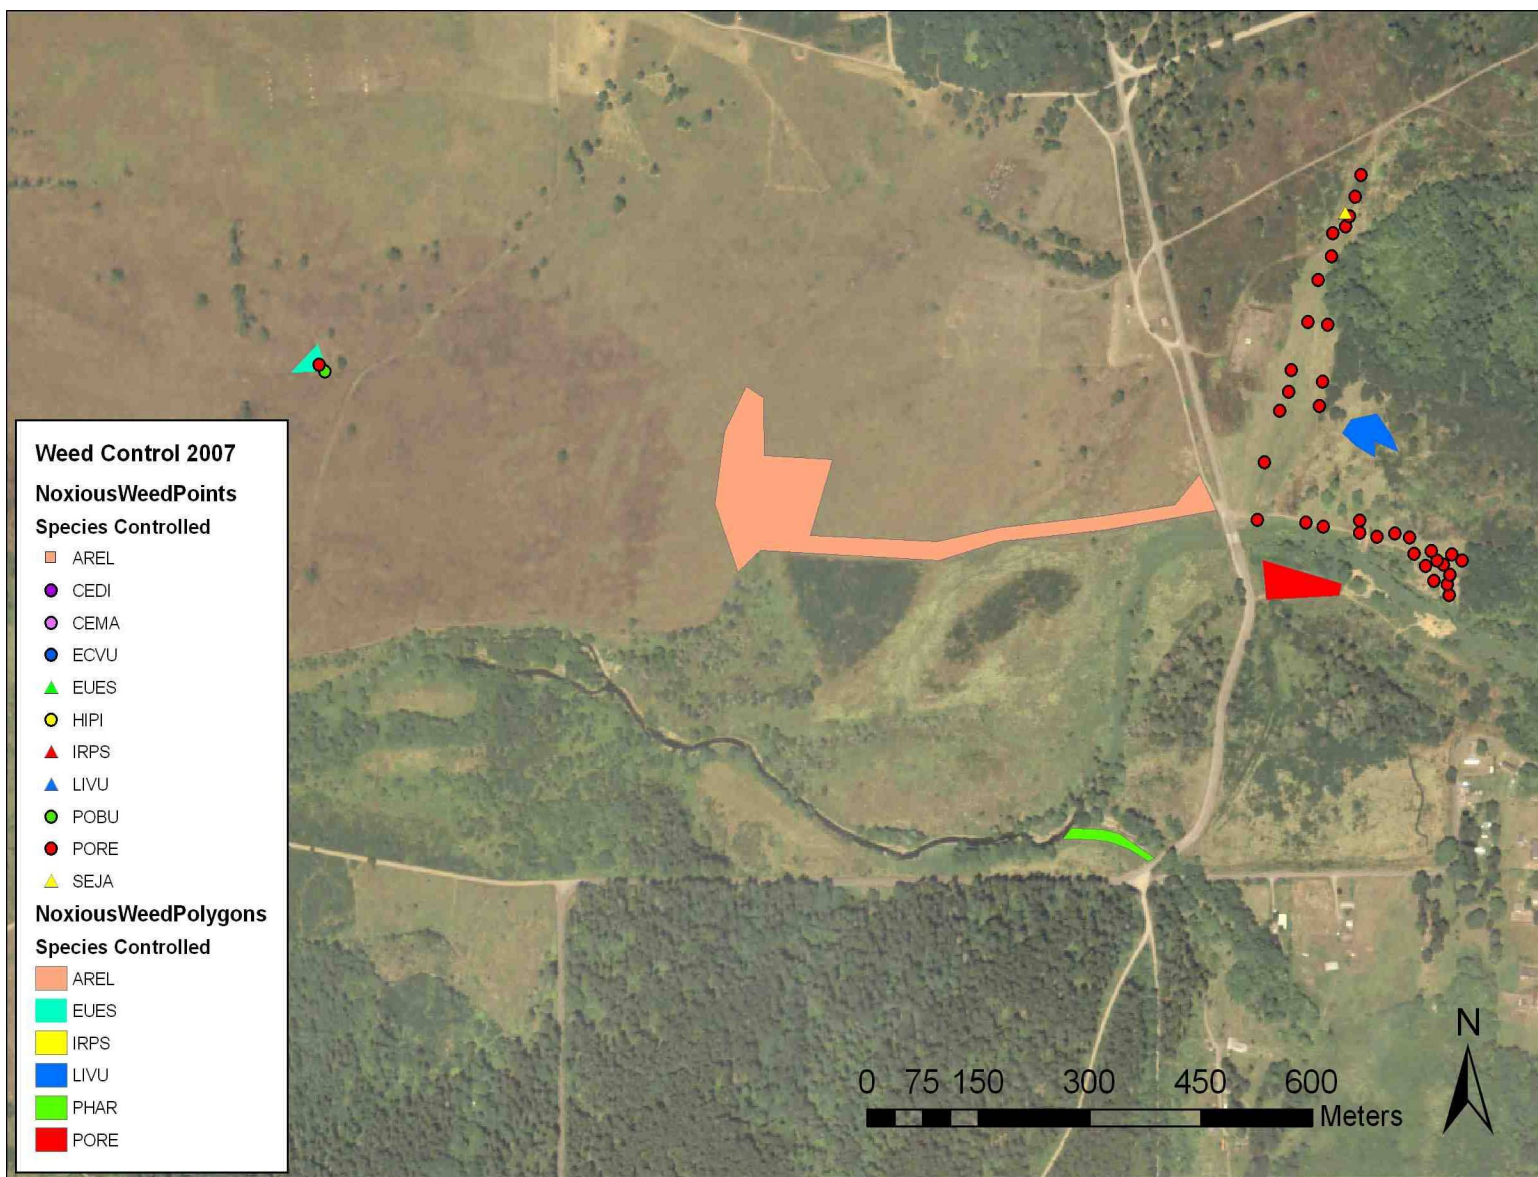 Weed Control 2007
NoxiousWeedPoints
Species Controlled
AREL
CEDI
CEMA
ECVU
EUES
HIPI
IRPS
LIVU
POBU
PORE
SEJA
NoxiousWeedPolygons
Species Controlled
AREL
EUES
IRPS
LIVU
PHAR
PORE
0 75 150 300 450 600
Meters
N